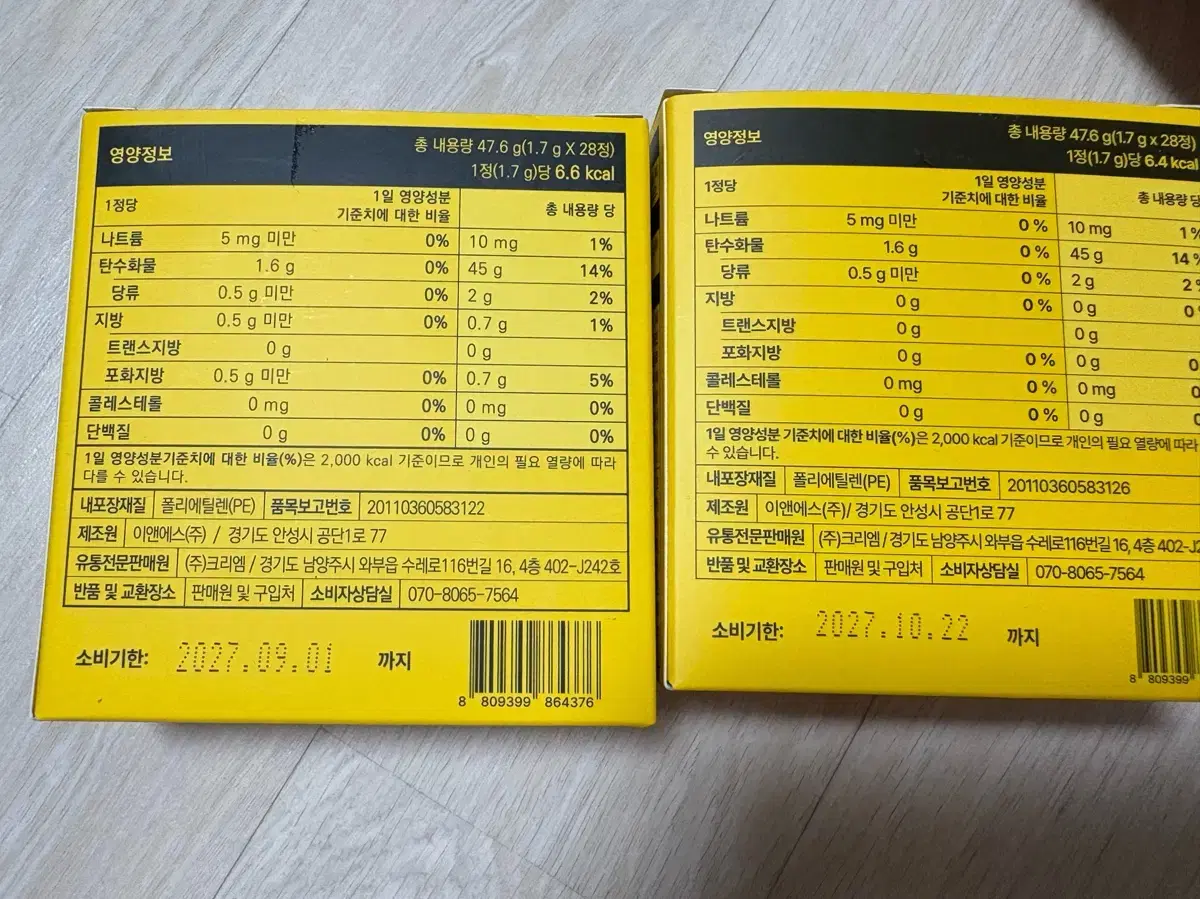 영양정보
총 내용량 47.6 g(1.7 g X 28정)
1정(1.7 g)당 6.6 kcal
1정당 1일 영양성분 기준치에 대한 비율 총 내용량 당
나트륨 5 mg 미만 0% 10 mg 1%
탄수화물 1.6 g 0% 45 g 14%
당류 0.5 g 미만 0% 2 g 2%
지방 0.5 g 미만 0% 0.7 g 1%
트랜스지방 0 g 0 g
포화지방 0.5 g 미만 0% 0.7 g 5%
콜레스테롤 0 mg 0% 0 mg 0%
단백질 0 g 0% 0 g 0%
1일 영양성분기준치에 대한 비율(%)은 2,000 kcal 기준이므로 개인의 필요 열량에 따라
다를 수 있습니다.
내포장재질 폴리에틸렌(PE) 품목보고번호 20110360583122
제조원 이앤에스(주) / 경기도 안성시 공단1로 77
유통전문판매원 (주)크리엠 / 경기도 남양주시 와부읍 수레로116번길 16, 4층 402-J242호
반품 및 교환장소 판매원 및 구입처 소비자상담실 070-8065-7564
소비기한: 2027.09.01 까지
8 809399 864376
영양정보
총 내용량 47.6 g(1.7 g x 28정)
1정(1.7 g)당 6.4 kcal
1정당 1일 영양성분 기준치에 대한 비율 총 내용량 당
나트륨 5 mg 미만 0 % 10 mg 1 %
탄수화물 1.6 g 0 % 45 g 14 %
당류 0.5 g 미만 0 % 2 g 2
지방 0 g 0 % 0 g 0
트랜스지방 0 g 0 g
포화지방 0 g 0 % 0 g 0
콜레스테롤 0 mg 0 % 0 mg 0
단백질 0 g 0 % 0 g 0
1일 영양성분 기준치에 대한 비율(%)은 2,000 kcal 기준이므로 개인의 필요 열량에 따라
수 있습니다.
내포장재질 폴리에틸렌(PE) 품목보고번호 20110360583126
제조원 이앤에스(주)/ 경기도 안성시 공단1로 77
유통전문판매원 (주)크리엠 / 경기도 남양주시 와부읍 수레로116번길 16, 4층 402-J2
반품 및 교환장소 판매원 및 구입처 소비자상담실 070-8065-7564
소비기한: 2027.10.22 까지
8 809399